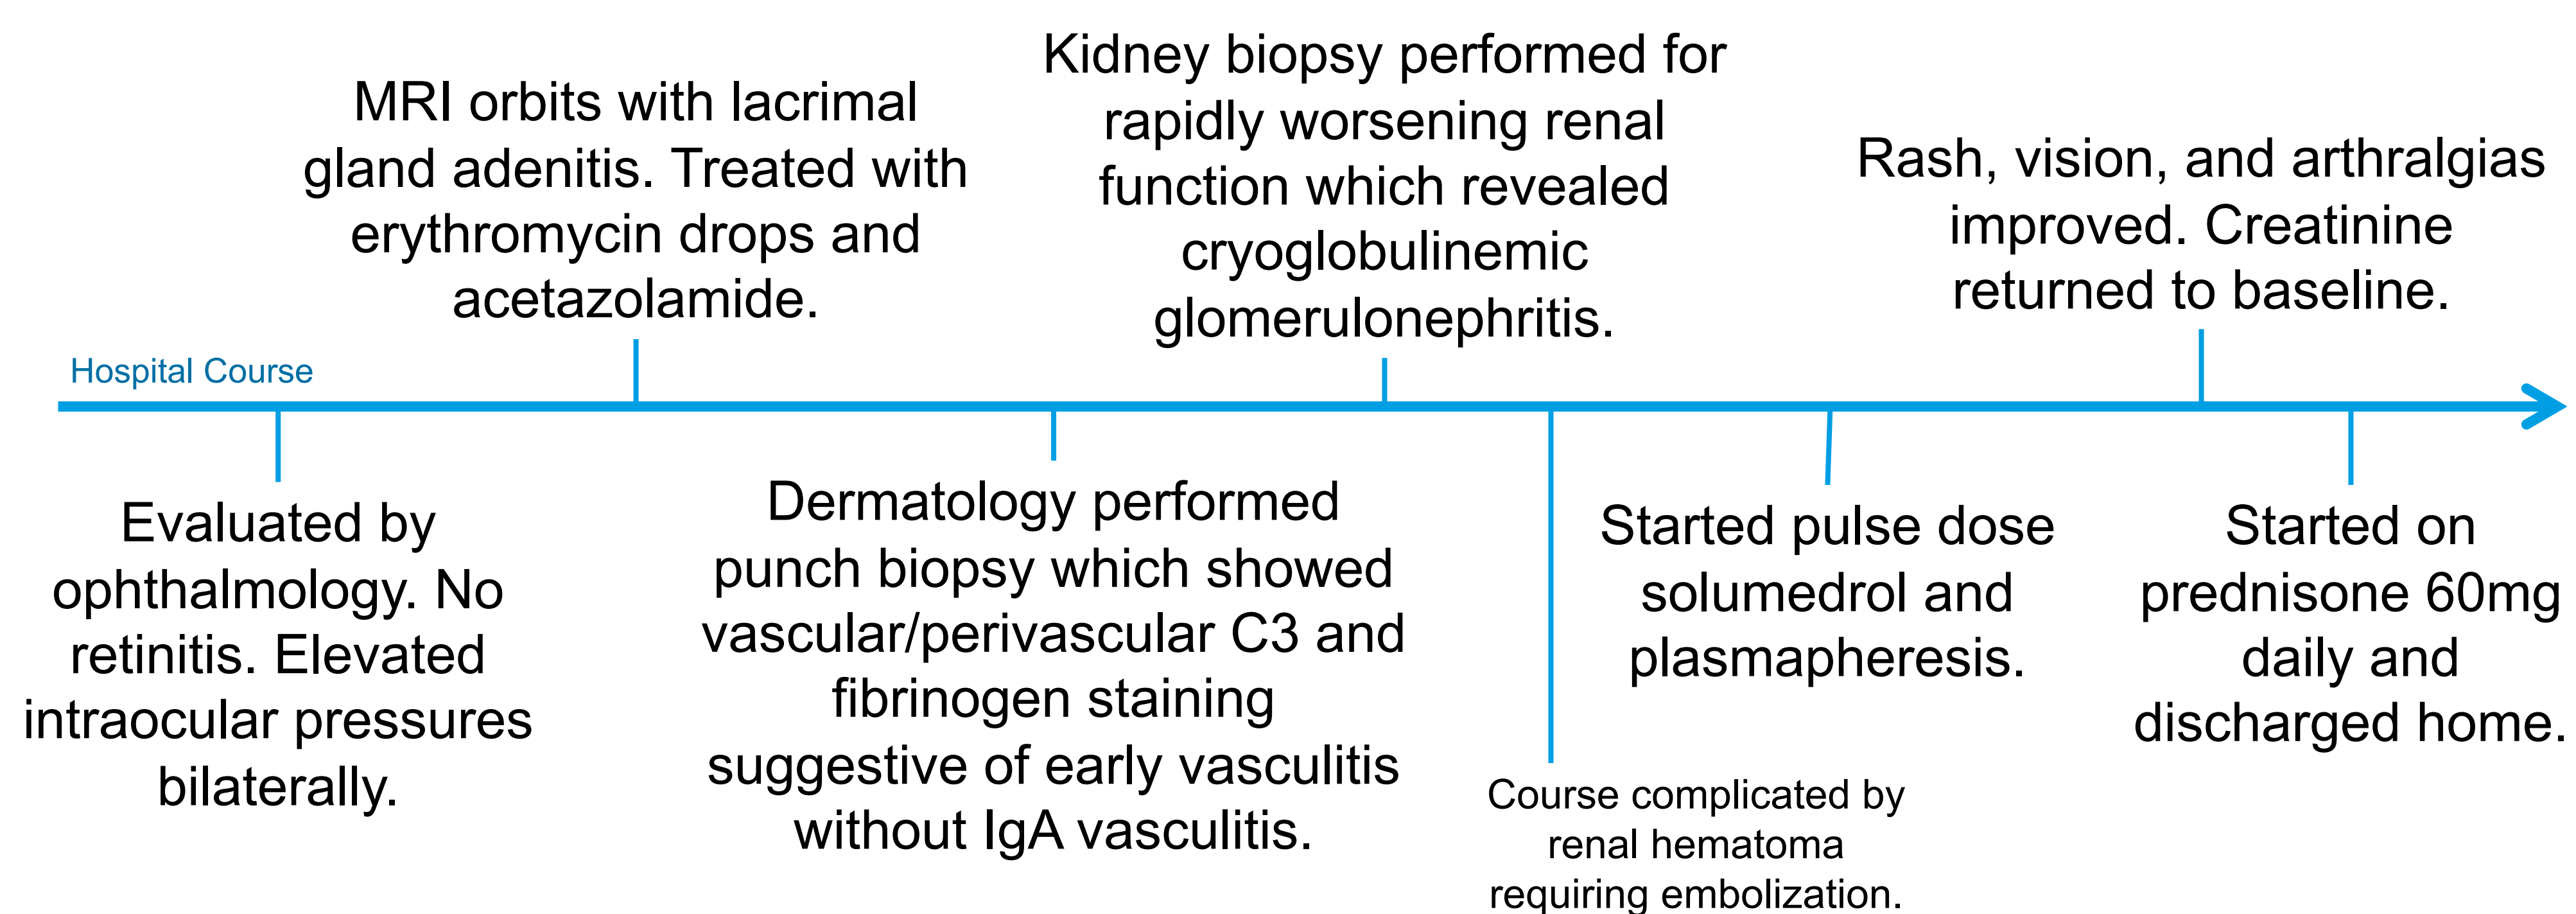 Hospital Course
Evaluated by
ophthalmology. No
retinitis. Elevated
intraocular pressures
bilaterally.
MRI orbits with lacrimal
gland adenitis. Treated with
erythromycin drops and
acetazolamide.
Dermatology performed
punch biopsy which showed
vascular/perivascular C3 and
fibrinogen staining
suggestive of early vasculitis
without IgA vasculitis.
Kidney biopsy performed for
rapidly worsening renal
function which revealed
cryoglobulinemic
glomerulonephritis.
Course complicated by
renal hematoma
requiring embolization.
Started pulse dose
solumedrol and
plasmapheresis.
Rash, vision, and arthralgias
improved. Creatinine
returned to baseline.
Started on
prednisone 60mg
daily and
discharged home.